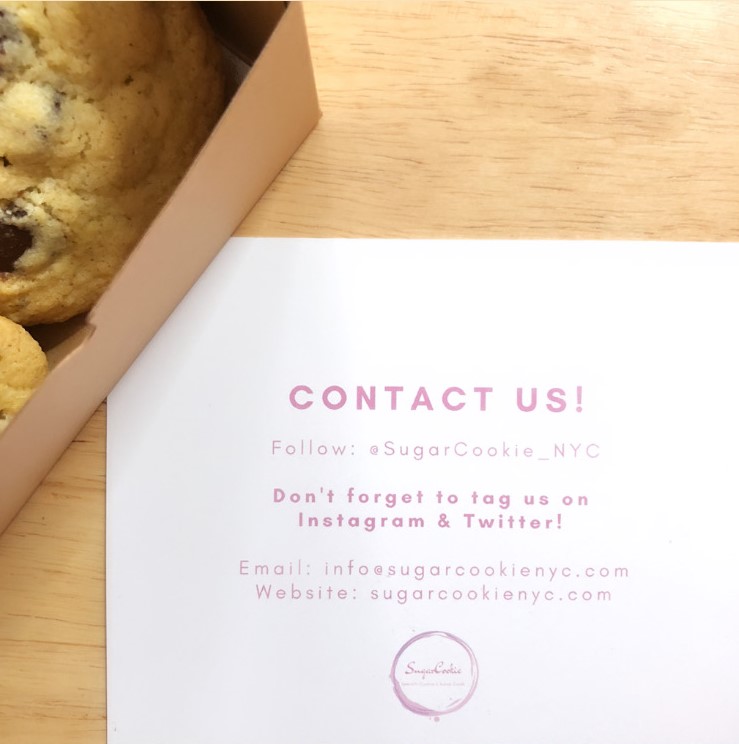 CONTACT US!
Follow: @SugarCookie_NYC
Don't forget to tag us on
Instagram & Twitter!
Email: info@sugarcookienyc.com
Website: sugarcookienyc.com
SugarCookie